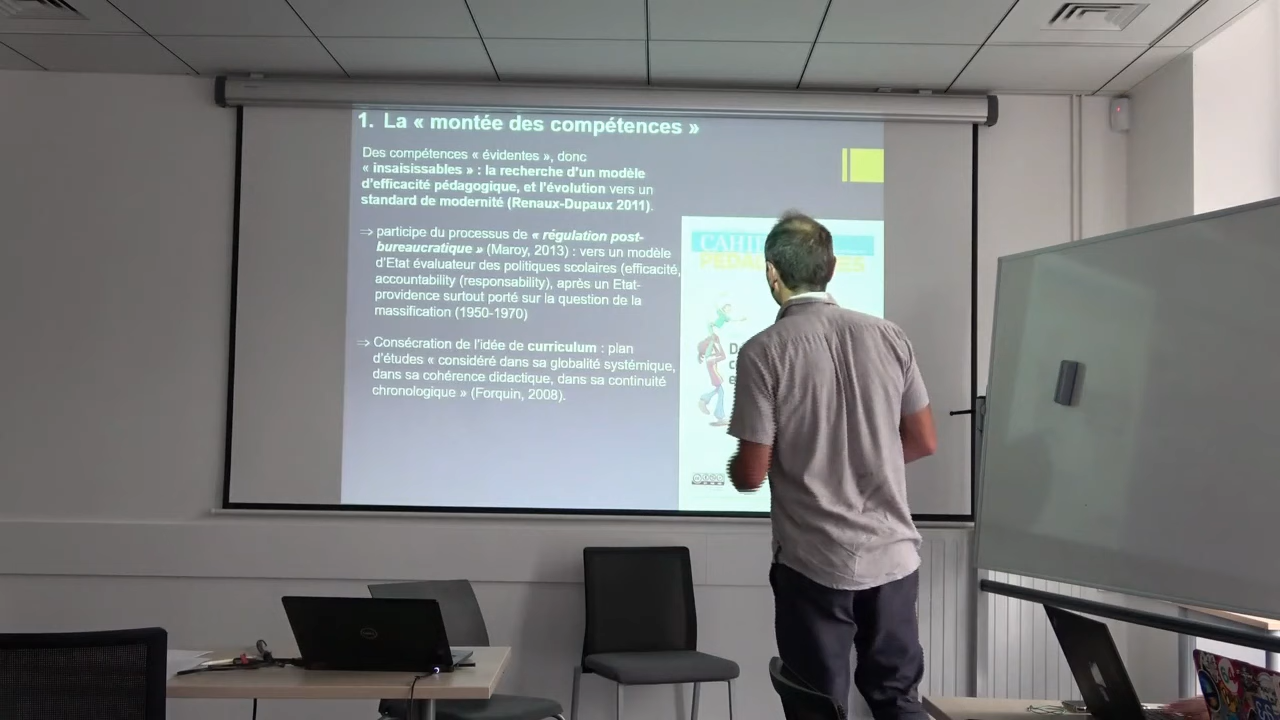 1. La « montée des compétences »
Des compétences « évidentes », donc
« insaisissables » : la recherche d'un modèle
d'efficacité pédagogique, et l'évolution vers un
standard de modernité (Renaux-Dupaux 2011).
⇒ participe du processus de « régulation post-
bureaucratique » (Maroy, 2013) : vers un modèle
d'Etat évaluateur des politiques scolaires (efficacité,
accountability (responsability), après un Etat-
providence surtout porté sur la question de la
massification (1950-1970)
⇒ Consécration de l'idée de curriculum : plan
d'études « considéré dans sa globalité systémique,
dans sa cohérence didactique, dans sa continuité
chronologique » (Forquin, 2008).
DELL